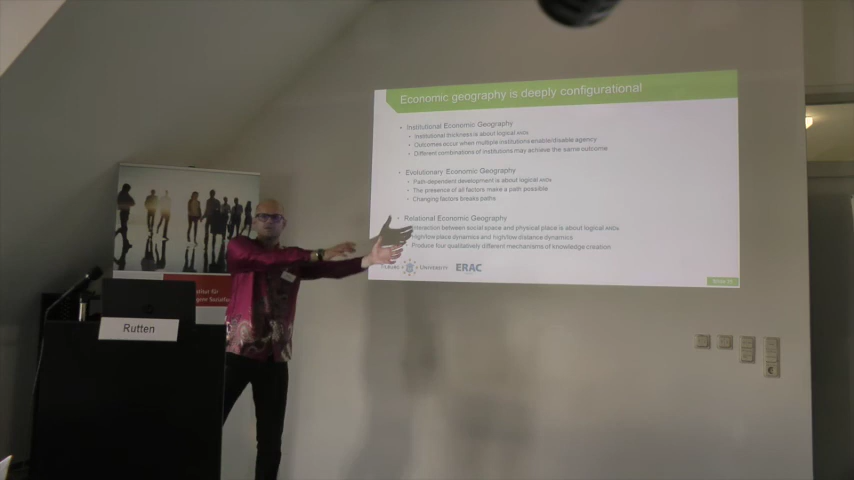 Economic geography is deeply configurational
• Institutional Economic Geography
• Institutional thickness is about logical ANDs
• Outcomes occur when multiple institutions enable/disable agency
• Different combinations of institutions may achieve the same outcome
• Evolutionary Economic Geography
• Path-dependent development is about logical ANDs
• The presence of all factors make a path possible
• Changing factors breaks paths
• Relational Economic Geography
Interaction between social space and physical place is about logical ANDs
High/low place dynamics and high/low distance dynamics
Produce four qualitatively different mechanisms of knowledge creation
University ERAC
Rutten